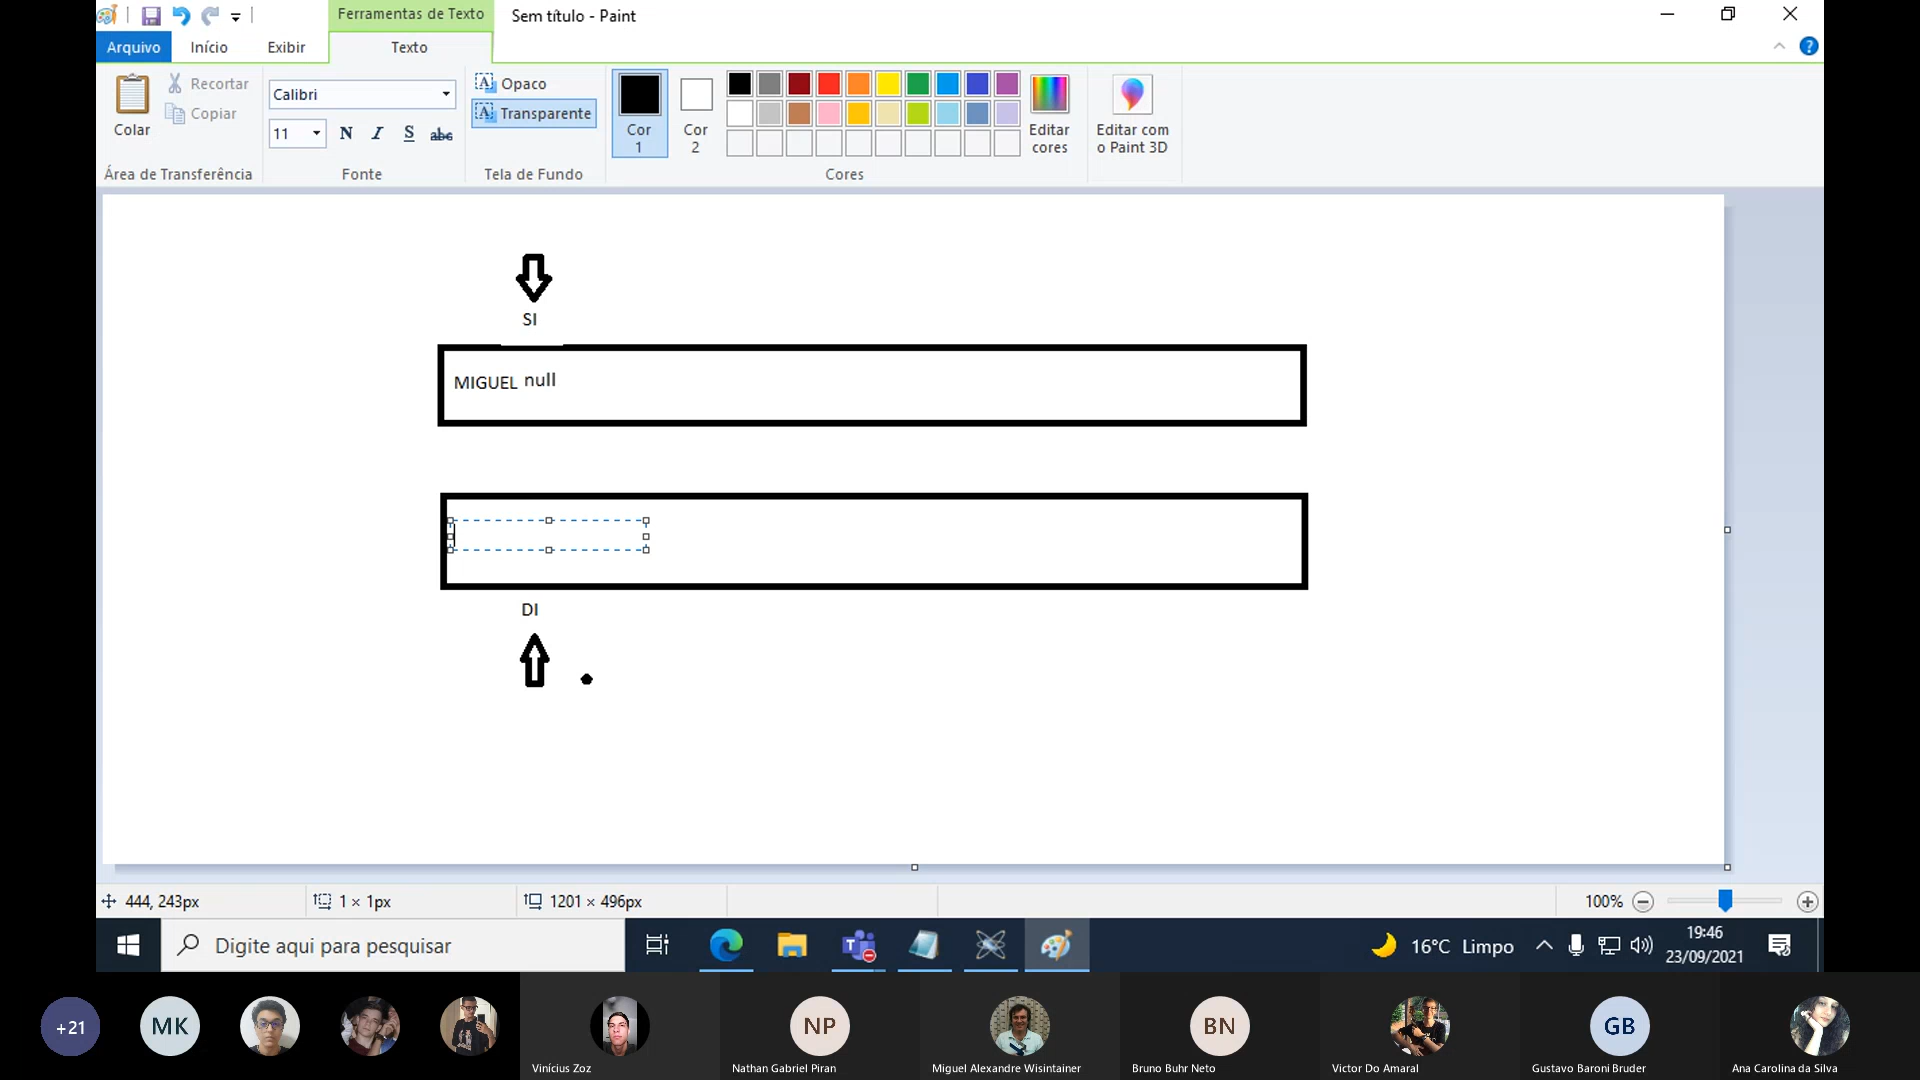 Ferramentas de Texto
Sem título - Paint
Arquivo
Início
Exibir
Texto
Colar
Recortar
Copiar
Área de Transferência
Calibri
11
N I S abc
Fonte
Opaco
Transparente
Tela de Fundo
Cor 1
Cor 2
Editar cores
Cores
Editar com o Paint 3D
SI
MIGUEL null
DI
444, 243px
1 × 1px
1201 × 496px
100%
Digite aqui para pesquisar
16°C Limpo
19:46
23/09/2021
+21
MK
Vinícius Zoz
NP
Nathan Gabriel Piran
Miguel Alexandre Wisintainer
BN
Bruno Buhr Neto
Victor Do Amaral
GB
Gustavo Baroni Bruder
Ana Carolina da Silva